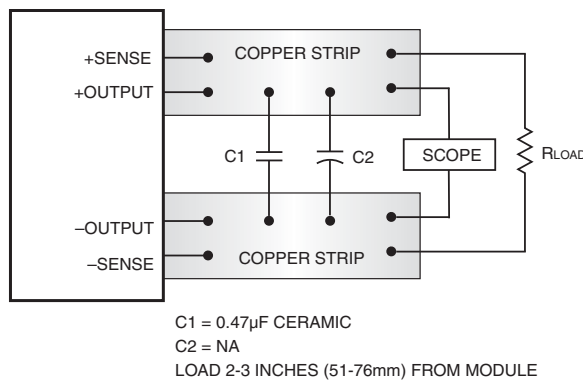 +SENSE
COPPER STRIP
+OUTPUT
C1
C2
SCOPE
RLOAD
–OUTPUT
–SENSE
COPPER STRIP
C1 = 0.47µF CERAMIC
C2 = NA
LOAD 2-3 INCHES (51-76mm) FROM MODULE